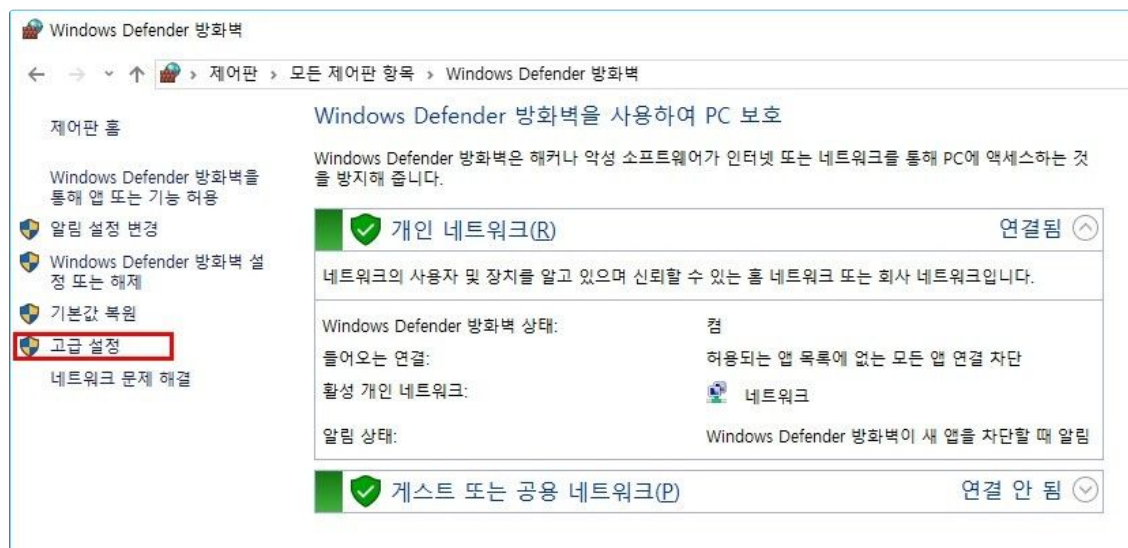 Windows Defender 방화벽
제어판 › 모든 제어판 항목 › Windows Defender 방화벽
제어판 홈
Windows Defender 방화벽을
통해 앱 또는 기능 허용
알림 설정 변경
Windows Defender 방화벽 설
정 또는 해제
기본값 복원
고급 설정
네트워크 문제 해결
Windows Defender 방화벽을 사용하여 PC 보호
Windows Defender 방화벽은 해커나 악성 소프트웨어가 인터넷 또는 네트워크를 통해 PC에 액세스하는 것
을 방지해 줍니다.
개인 네트워크(R) 연결됨
네트워크의 사용자 및 장치를 알고 있으며 신뢰할 수 있는 홈 네트워크 또는 회사 네트워크입니다.
Windows Defender 방화벽 상태: 켬
들어오는 연결: 허용되는 앱 목록에 없는 모든 앱 연결 차단
활성 개인 네트워크: 네트워크
알림 상태: Windows Defender 방화벽이 새 앱을 차단할 때 알림
게스트 또는 공용 네트워크(P) 연결 안 됨